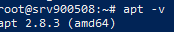 root@srv900508:~# apt -v
apt 2.8.3 (amd64)